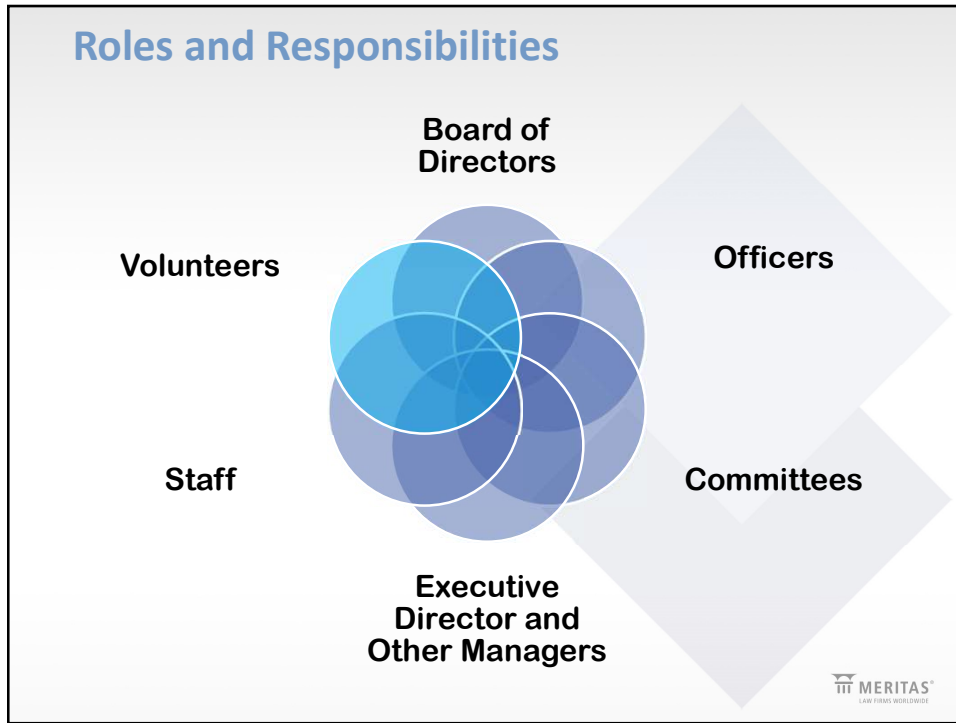 Roles and Responsibilities
Board of
Directors
Volunteers
Officers
Staff
Committees
Executive
Director and
Other Managers
MERITAS®
LAW FIRMS WORLDWIDE